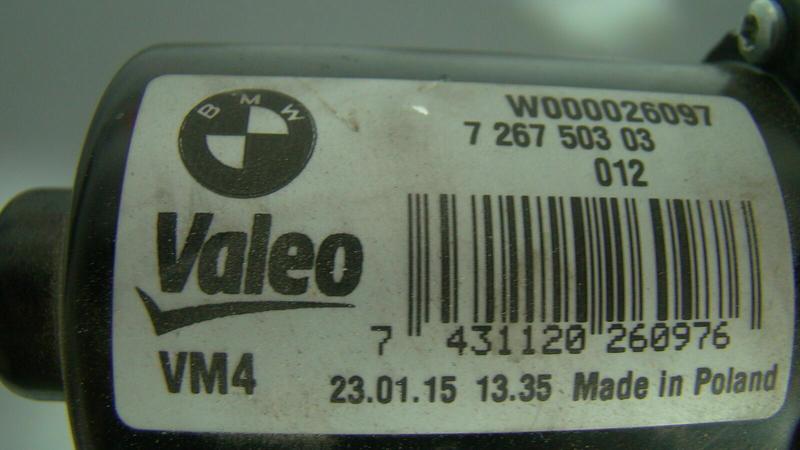 BMW
W000026097
7 267 503 03
012
Valeo
7 431120 260976
VM4
23.01.15 13.35 Made in Poland